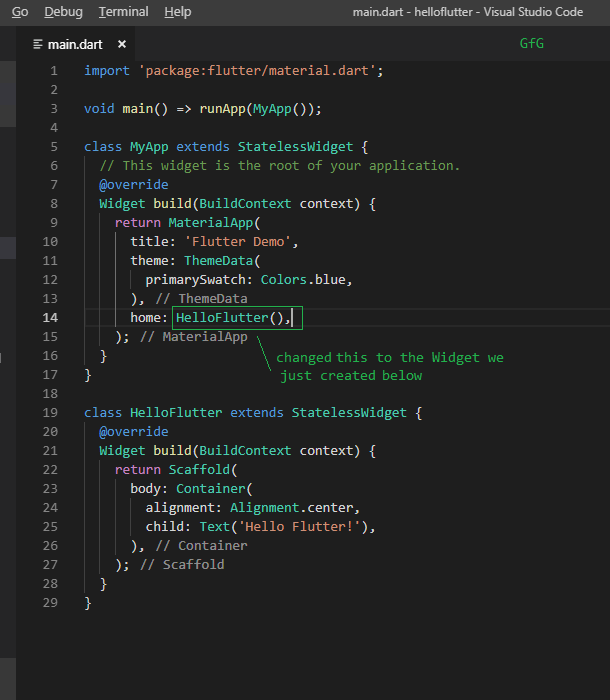 Go Debug Terminal Help main.dart - helloflutter - Visual Studio Code
main.dart ×
GfG
1 import 'package:flutter/material.dart';
2
3 void main() => runApp(MyApp());
4
5 class MyApp extends StatelessWidget {
6   // This widget is the root of your application.
7   @override
8   Widget build(BuildContext context) {
9     return MaterialApp(
10       title: 'Flutter Demo',
11       theme: ThemeData(
12         primarySwatch: Colors.blue,
13       ), // ThemeData
14       home: HelloFlutter(),
15     ); // MaterialApp
changed this to the Widget we
just created below
16   }
17 }
18
19 class HelloFlutter extends StatelessWidget {
20   @override
21   Widget build(BuildContext context) {
22     return Scaffold(
23       body: Container(
24         alignment: Alignment.center,
25         child: Text('Hello Flutter!'),
26       ), // Container
27     ); // Scaffold
28   }
29 }